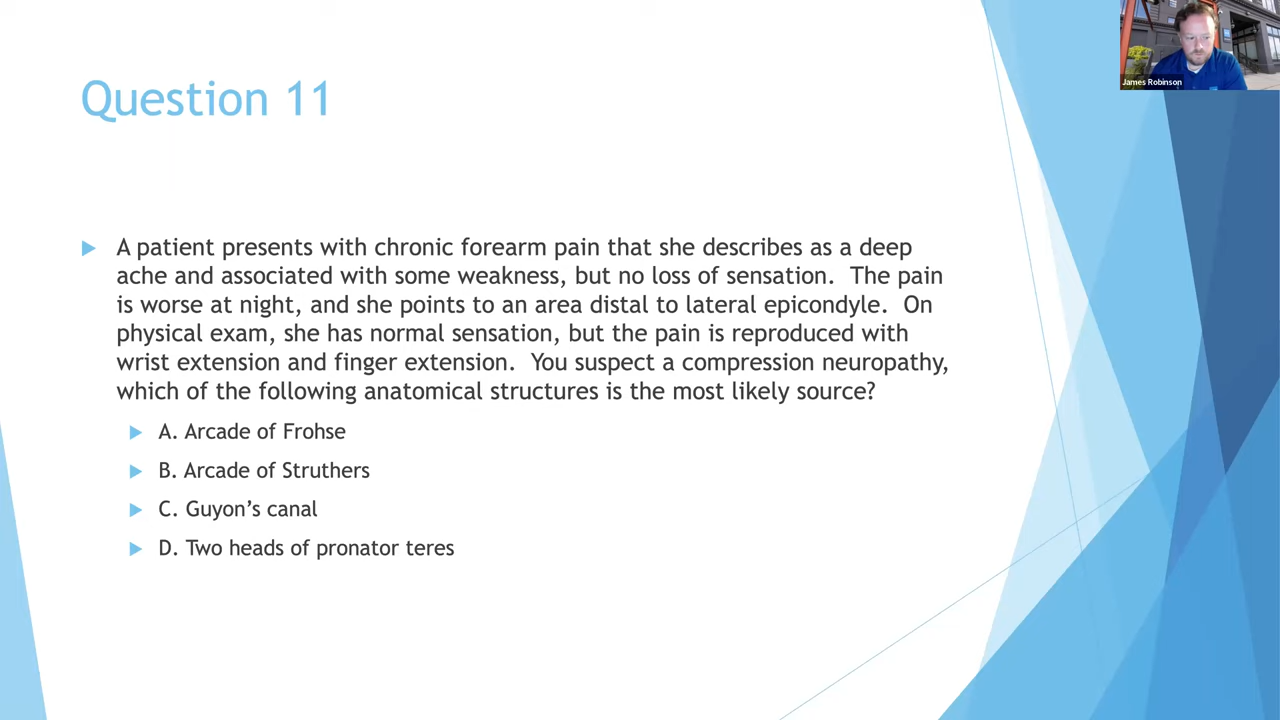 James Robinson
Question 11
A patient presents with chronic forearm pain that she describes as a deep
ache and associated with some weakness, but no loss of sensation.  The pain
is worse at night, and she points to an area distal to lateral epicondyle.  On
physical exam, she has normal sensation, but the pain is reproduced with
wrist extension and finger extension.  You suspect a compression neuropathy,
which of the following anatomical structures is the most likely source?
A. Arcade of Frohse
B. Arcade of Struthers
C. Guyon’s canal
D. Two heads of pronator teres